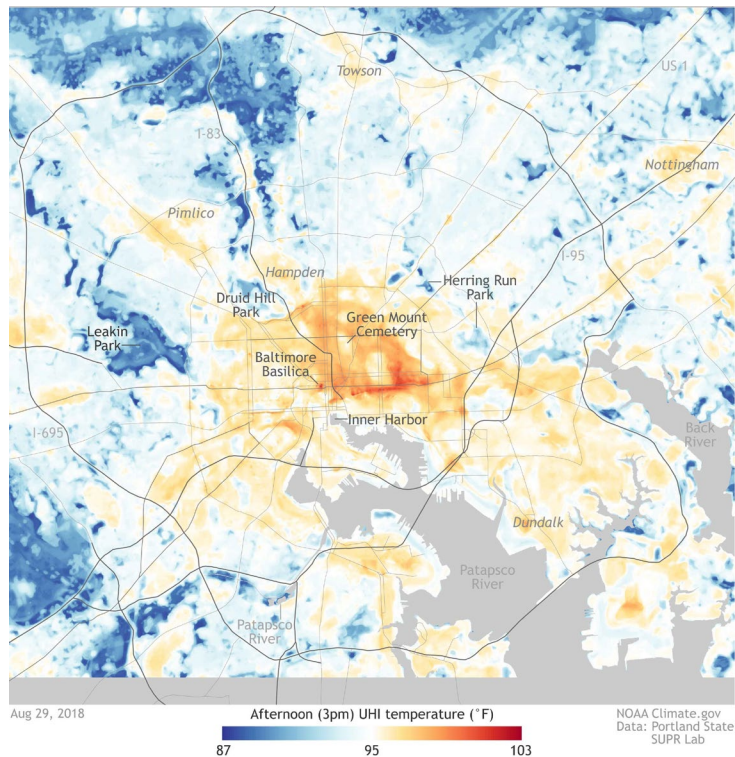 Towson
US-1
I-83
Nottingham
Pimlico
I-95
Hampden
Herring Run
Park
Druid Hill
Park
Green Mount
Cemetery
Leakin
Park
Baltimore
Basilica
Inner Harbor
I-695
Back
River
Dundalk
Patapsco
River
Patapsco
River
Aug 29, 2018
Afternoon (3pm) UHI temperature (°F)
87
95
103
NOAA Climate.gov
Data: Portland State
SUPR Lab